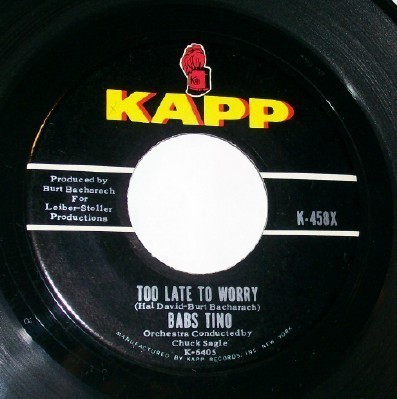 KAPP
Produced by
Burt Bacharach
For
Leiber-Stoller
Productions
K-458X
TOO LATE TO WORRY
(Hal David-Burt Bacharach)
BABS TINO
Orchestra Conducted by
Chuck Sagle
K-6405
MANUFACTURED BY KAPP RECORDS, INC. NEW YORK